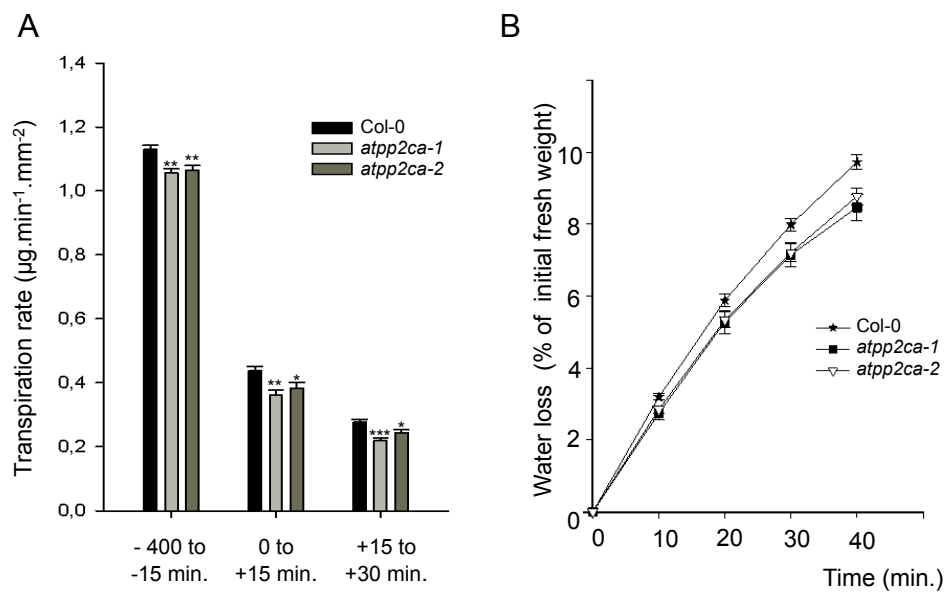 A
Transpiration rate (µg.min⁻¹.mm⁻²)
1,4
1,2
1,0
0,8
0,6
0,4
0,2
0,0
Col-0
atpp2ca-1
atpp2ca-2
** **
** *
*** *
- 400 to
-15 min.
0 to
+15 min.
+15 to
+30 min.
B
Water loss (% of initial fresh weight)
10
8
6
4
2
0
Col-0
atpp2ca-1
atpp2ca-2
0 10 20 30 40
Time (min.)